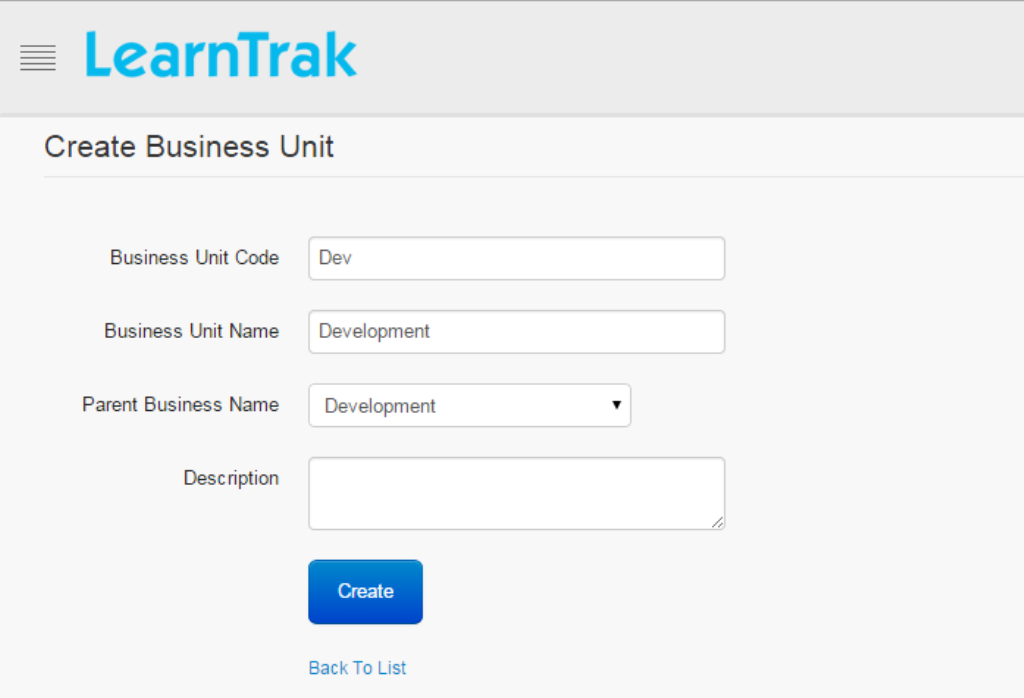 LearnTrak
Create Business Unit
Business Unit Code Dev
Business Unit Name Development
Parent Business Name Development
Description
Create
Back To List